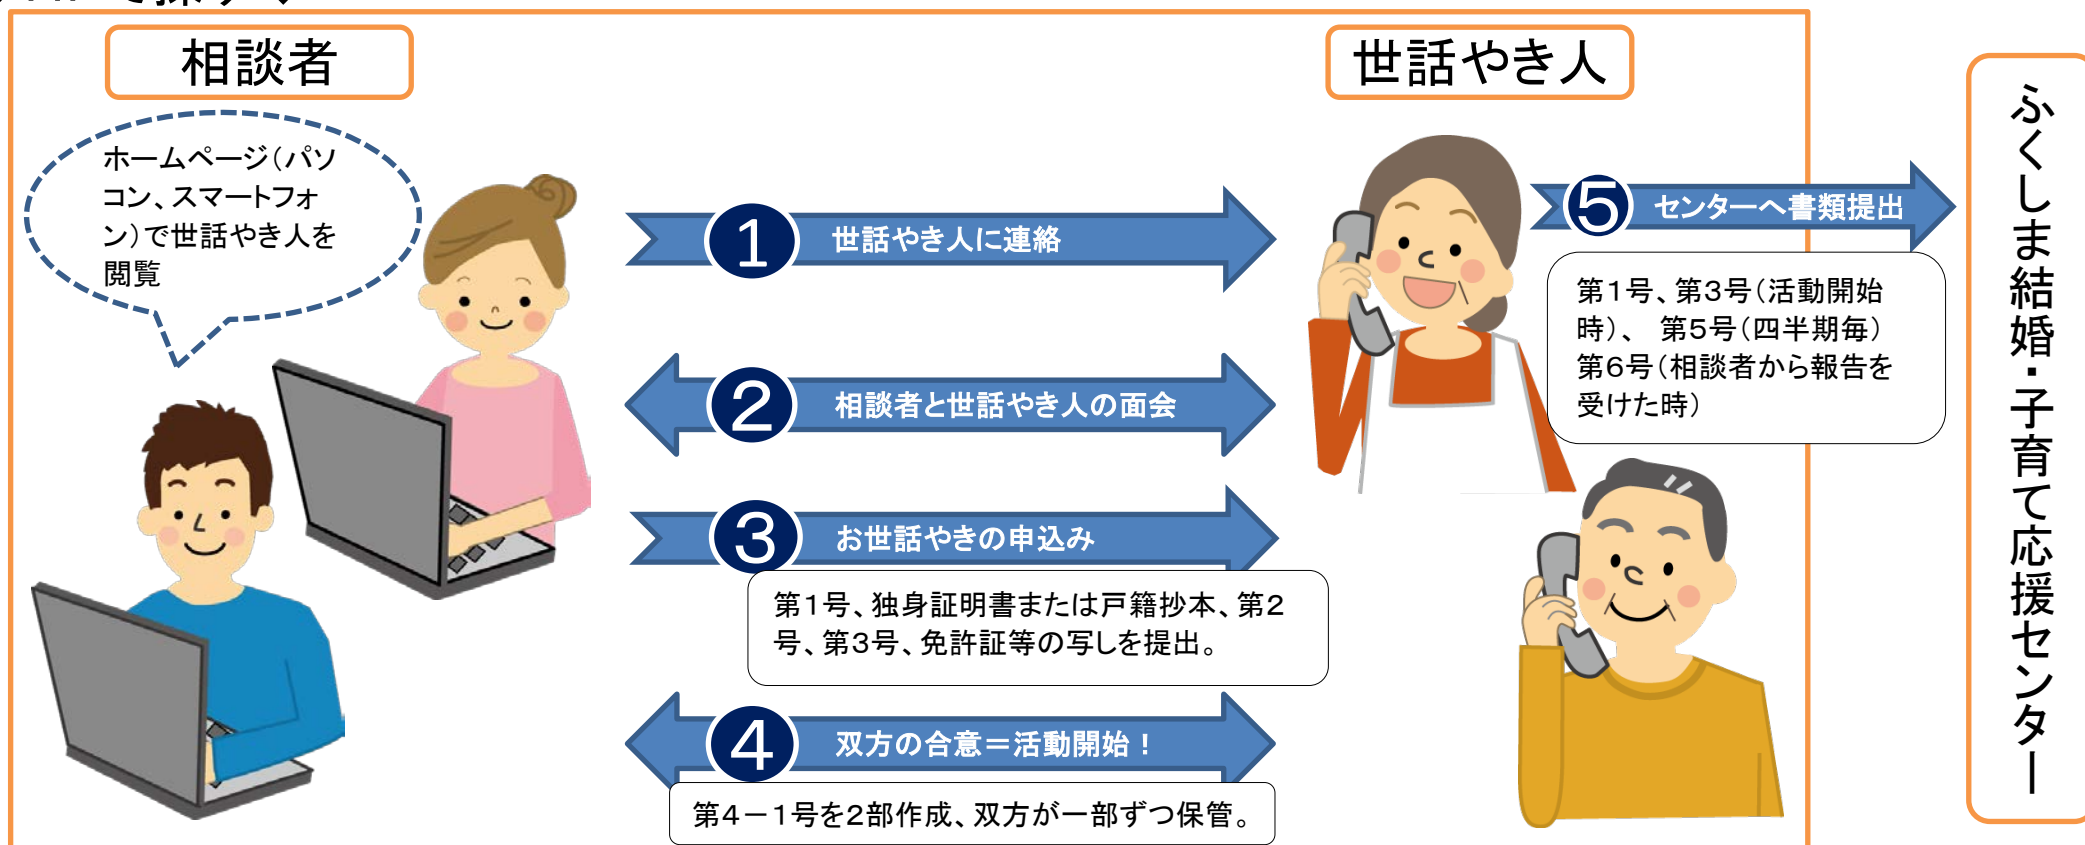 相談者
世話やき人
ホームページ(パソ
コン、スマートフォ
ン)で世話やき人を
閲覧
1 世話やき人に連絡
2 相談者と世話やき人の面会
3 お世話やきの申込み
第1号、独身証明書または戸籍抄本、第2
号、第3号、免許証等の写しを提出。
4 双方の合意=活動開始!
第4-1号を2部作成、双方が一部ずつ保管。
5 センターへ書類提出
第1号、第3号(活動開始
時)、 第5号(四半期毎)
第6号(相談者から報告を
受けた時)
ふくしま結婚・子育て応援センター